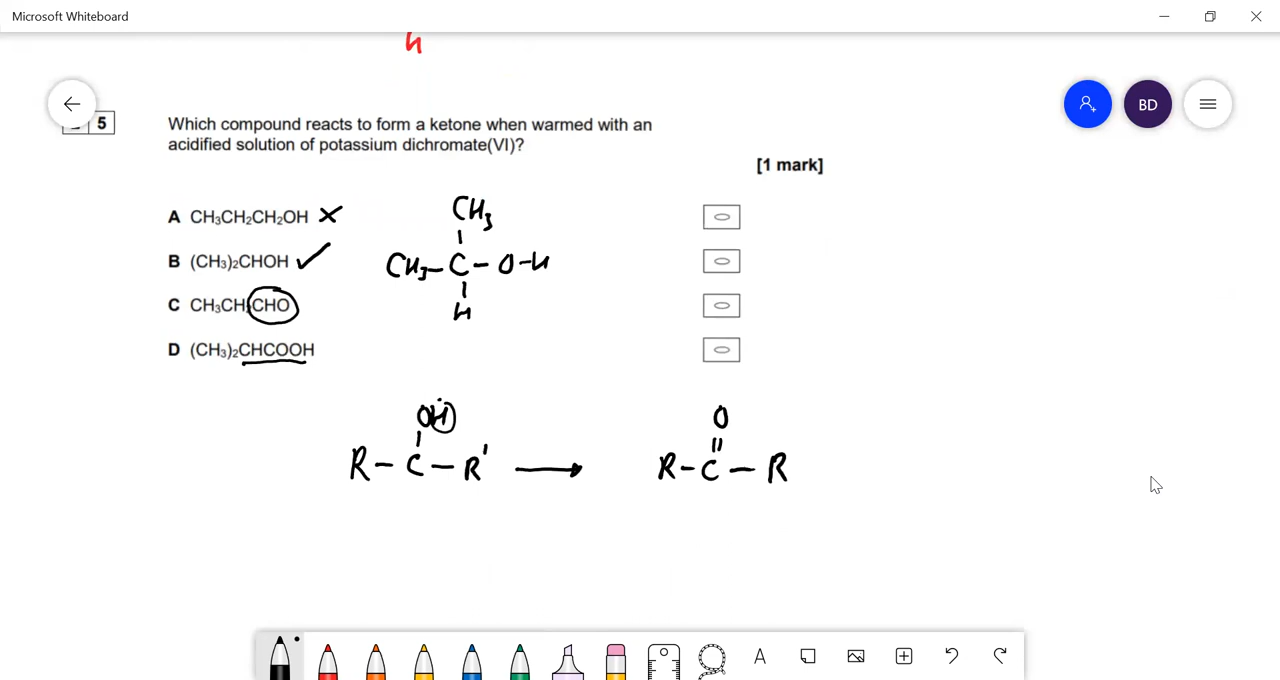 Microsoft Whiteboard
h
5
BD
Which compound reacts to form a ketone when warmed with an
acidified solution of potassium dichromate(VI)?
[1 mark]
A CH₃CH₂CH₂OH ✗
B (CH₃)₂CHOH ✓
C CH₃CH₂CHO
D (CH₃)₂CHCOOH
CH₃
|
CH₃–C–O–H
|
H
OH
|
R–C–R' →
O
||
R–C–R
A